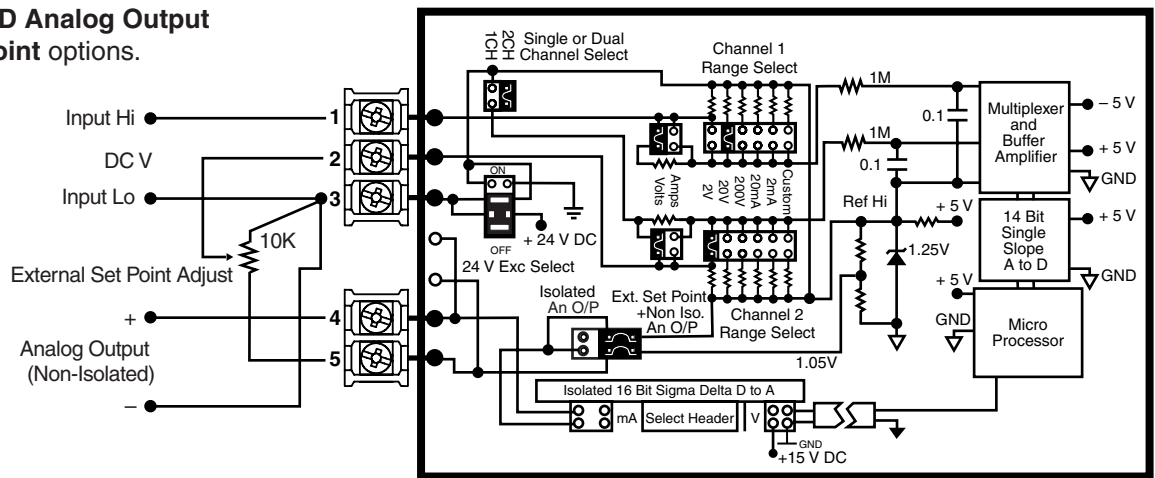 D Analog Output
oint options.
1CH
2CH
Single or Dual
Channel Select
Channel 1
Range Select
1M
0.1
Multiplexer
and
Buffer
Amplifier
– 5 V
+ 5 V
GND
Input Hi
1
DC V
2
Input Lo
3
10K
External Set Point Adjust
+
4
Analog Output
(Non-Isolated)
5
–
ON
OFF
+ 24 V DC
24 V Exc Select
Volts
Amps
2V
20V
200V
20mA
2mA
Custom
1M
0.1
Ref Hi
+ 5 V
1.25V
14 Bit
Single
Slope
A to D
+ 5 V
GND
+ 5 V
GND
Micro
Processor
Isolated
An O/P
Ext. Set Point
+Non Iso.
An O/P
Channel 2
Range Select
1.05V
Isolated 16 Bit Sigma Delta D to A
mA
Select Header
V
GND
+15 V DC